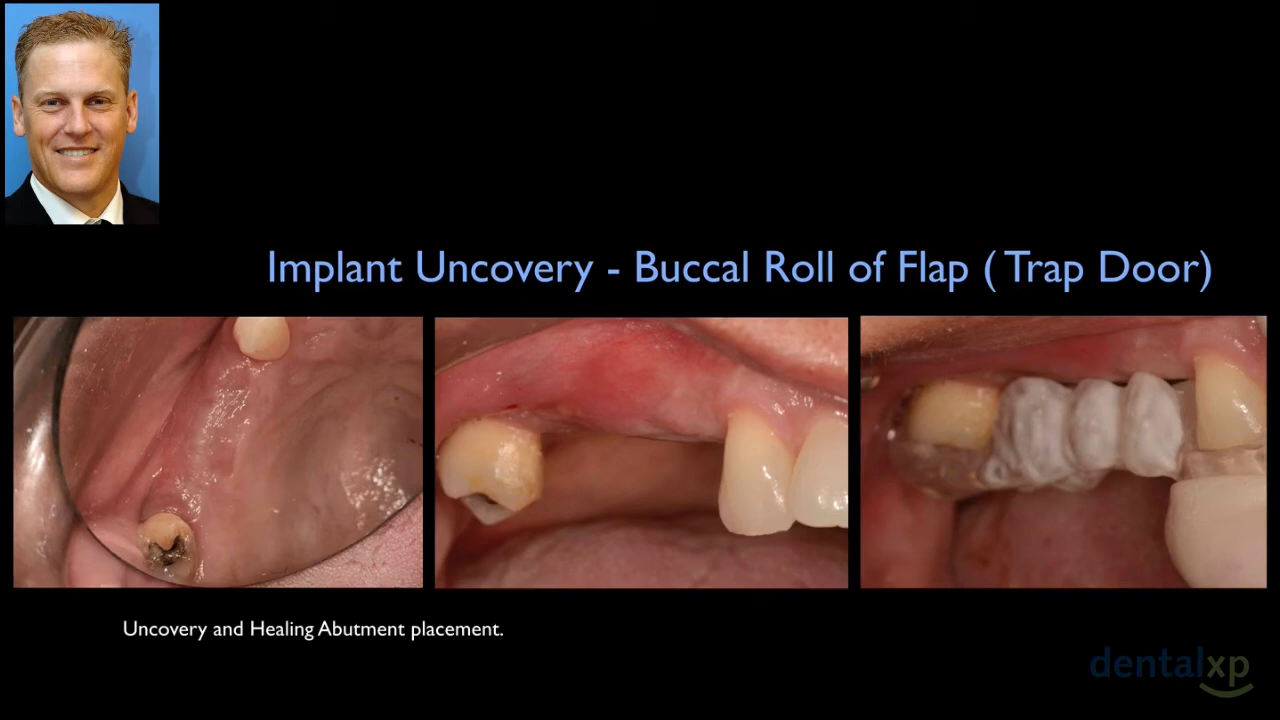 Implant Uncovery - Buccal Roll of Flap ( Trap Door)
Uncovery and Healing Abutment placement.
dentalxp